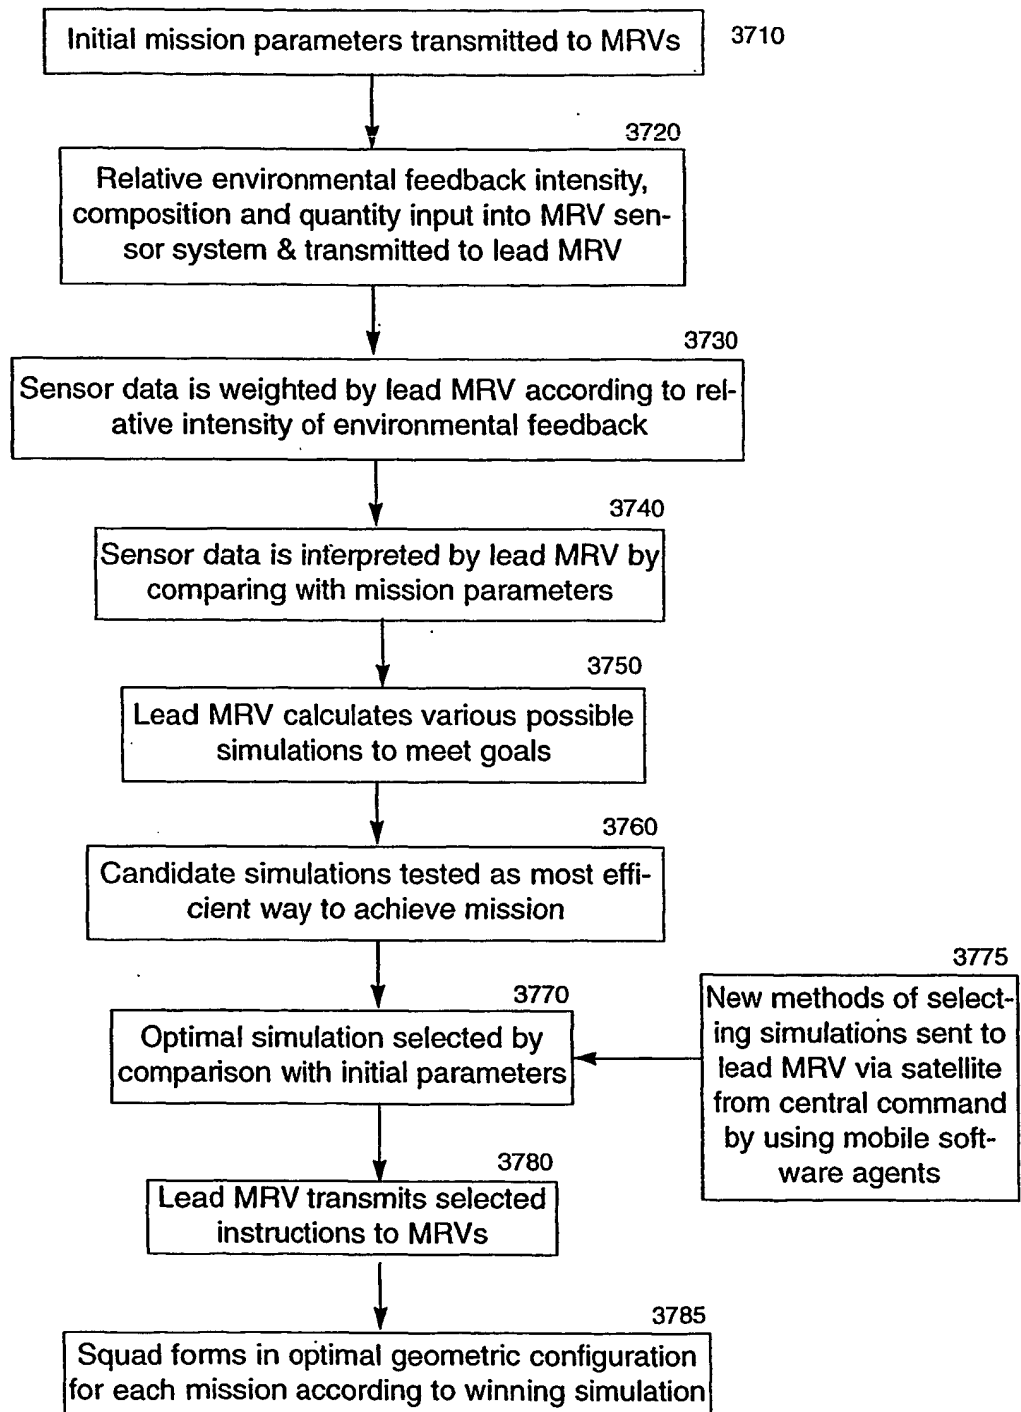 Initial mission parameters transmitted to MRVs
3710
3720
Relative environmental feedback intensity,
composition and quantity input into MRV sen-
sor system & transmitted to lead MRV
3730
Sensor data is weighted by lead MRV according to rel-
ative intensity of environmental feedback
3740
Sensor data is interpreted by lead MRV by
comparing with mission parameters
3750
Lead MRV calculates various possible
simulations to meet goals
3760
Candidate simulations tested as most effi-
cient way to achieve mission
3770
Optimal simulation selected by
comparison with initial parameters
3775
New methods of select-
ing simulations sent to
lead MRV via satellite
from central command
by using mobile soft-
ware agents
3780
Lead MRV transmits selected
instructions to MRVs
3785
Squad forms in optimal geometric configuration
for each mission according to winning simulation